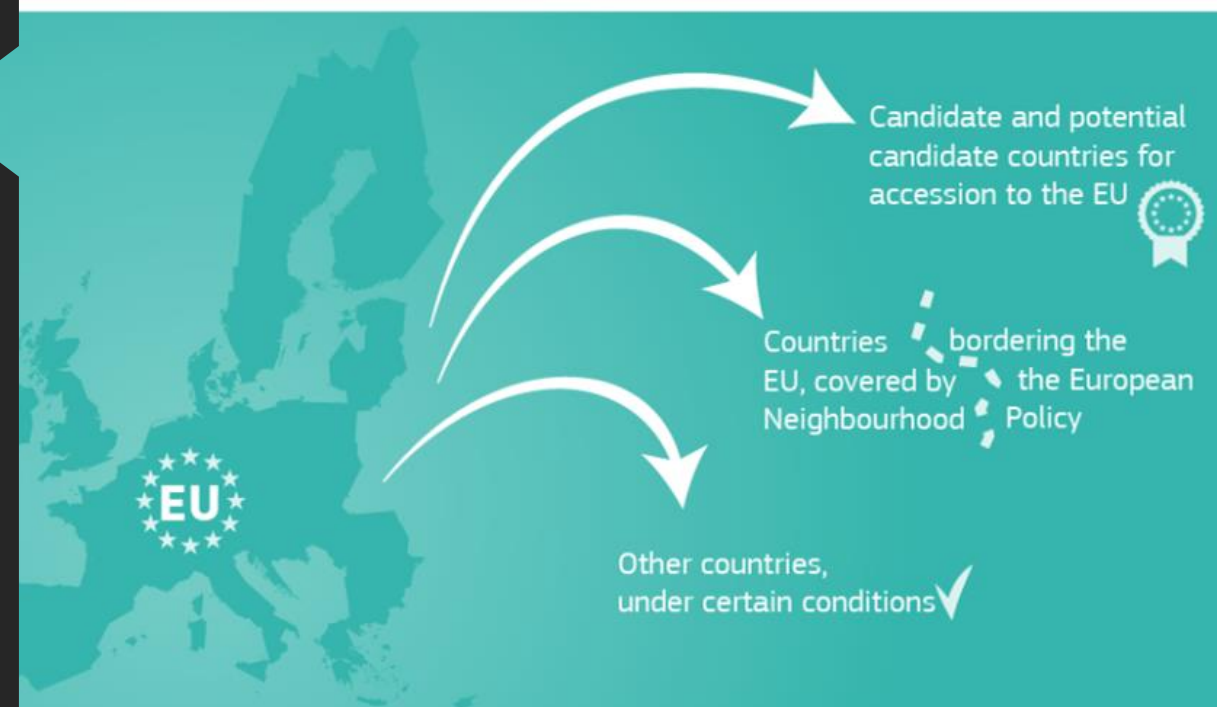 Candidate and potential
candidate countries for
accession to the EU
Countries bordering the
EU, covered by the European
Neighbourhood Policy
EU
Other countries,
under certain conditions